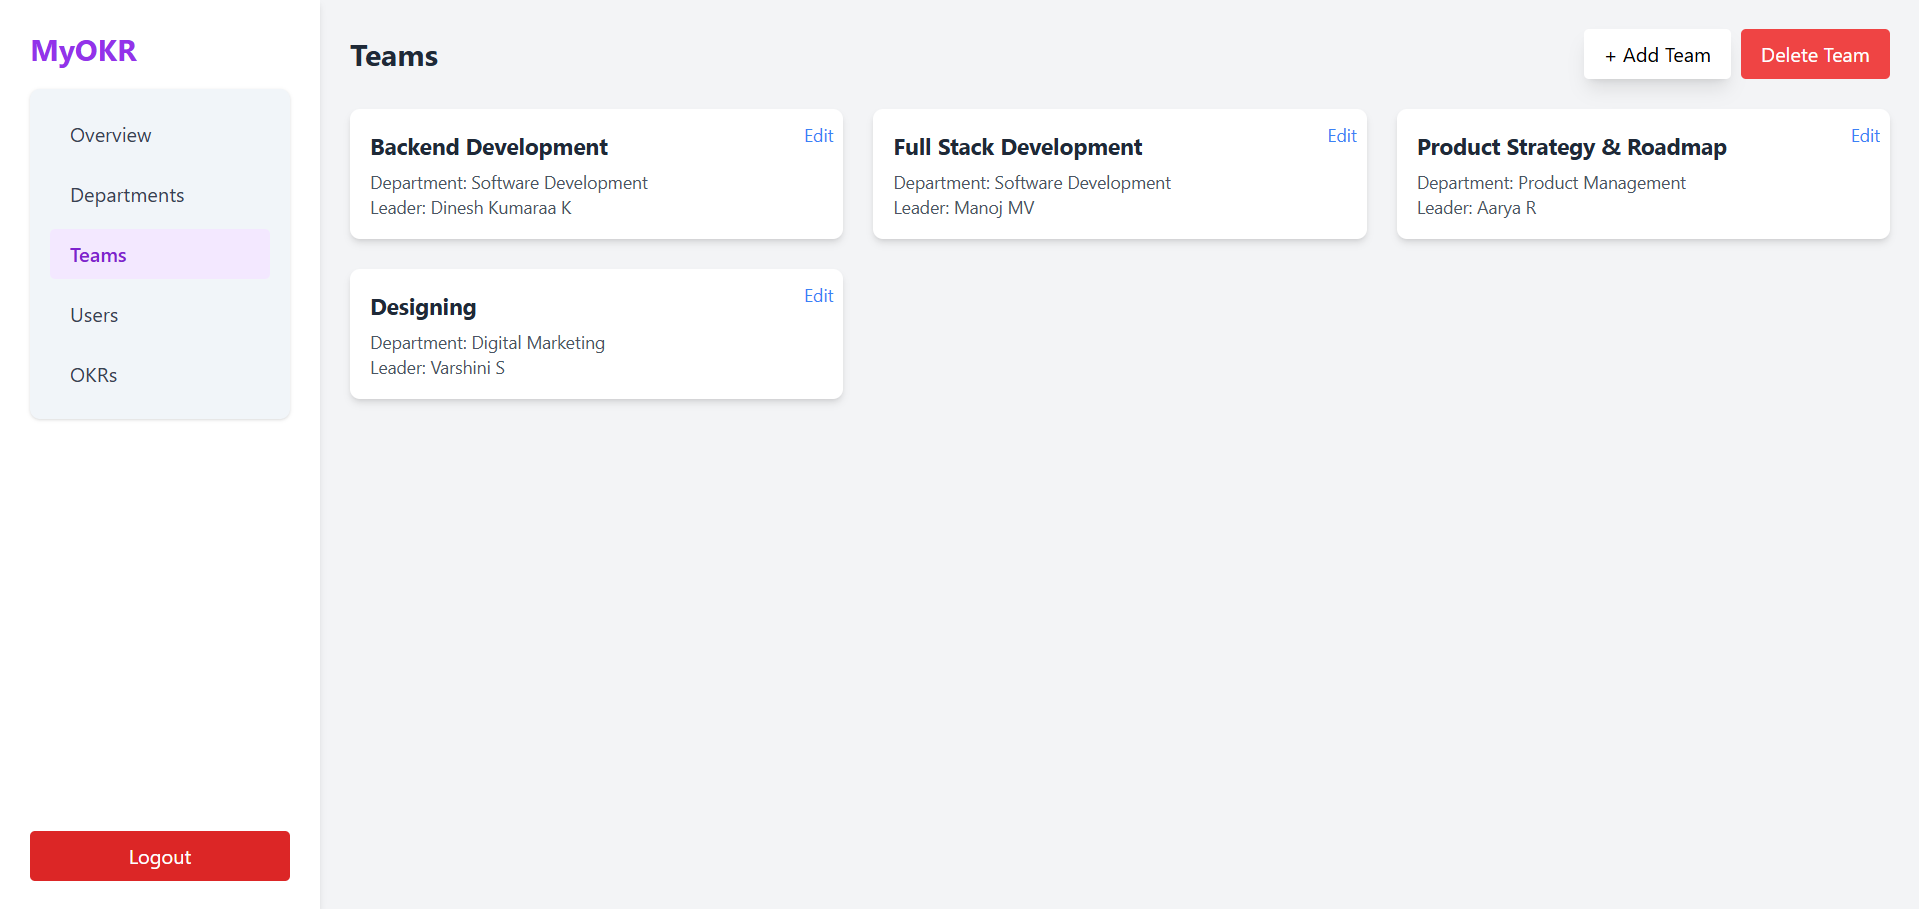 MyOKR
Overview
Departments
Teams
Users
OKRs
Logout
Teams
+ Add Team
Delete Team
Backend Development
Edit
Department: Software Development
Leader: Dinesh Kumaraa K
Full Stack Development
Edit
Department: Software Development
Leader: Manoj MV
Product Strategy & Roadmap
Edit
Department: Product Management
Leader: Aarya R
Designing
Edit
Department: Digital Marketing
Leader: Varshini S